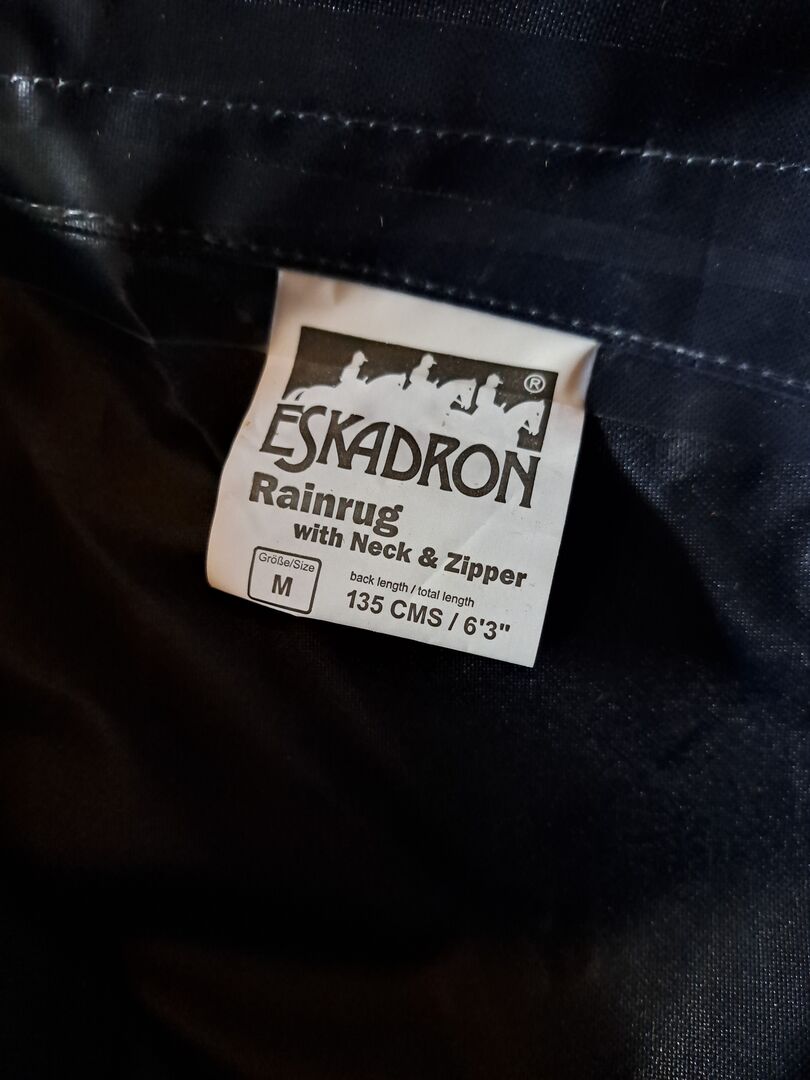 ®
ESKADRON
Rainrug
with Neck & Zipper
Größe/Size
M
back length / total length
135 CMS / 6'3"